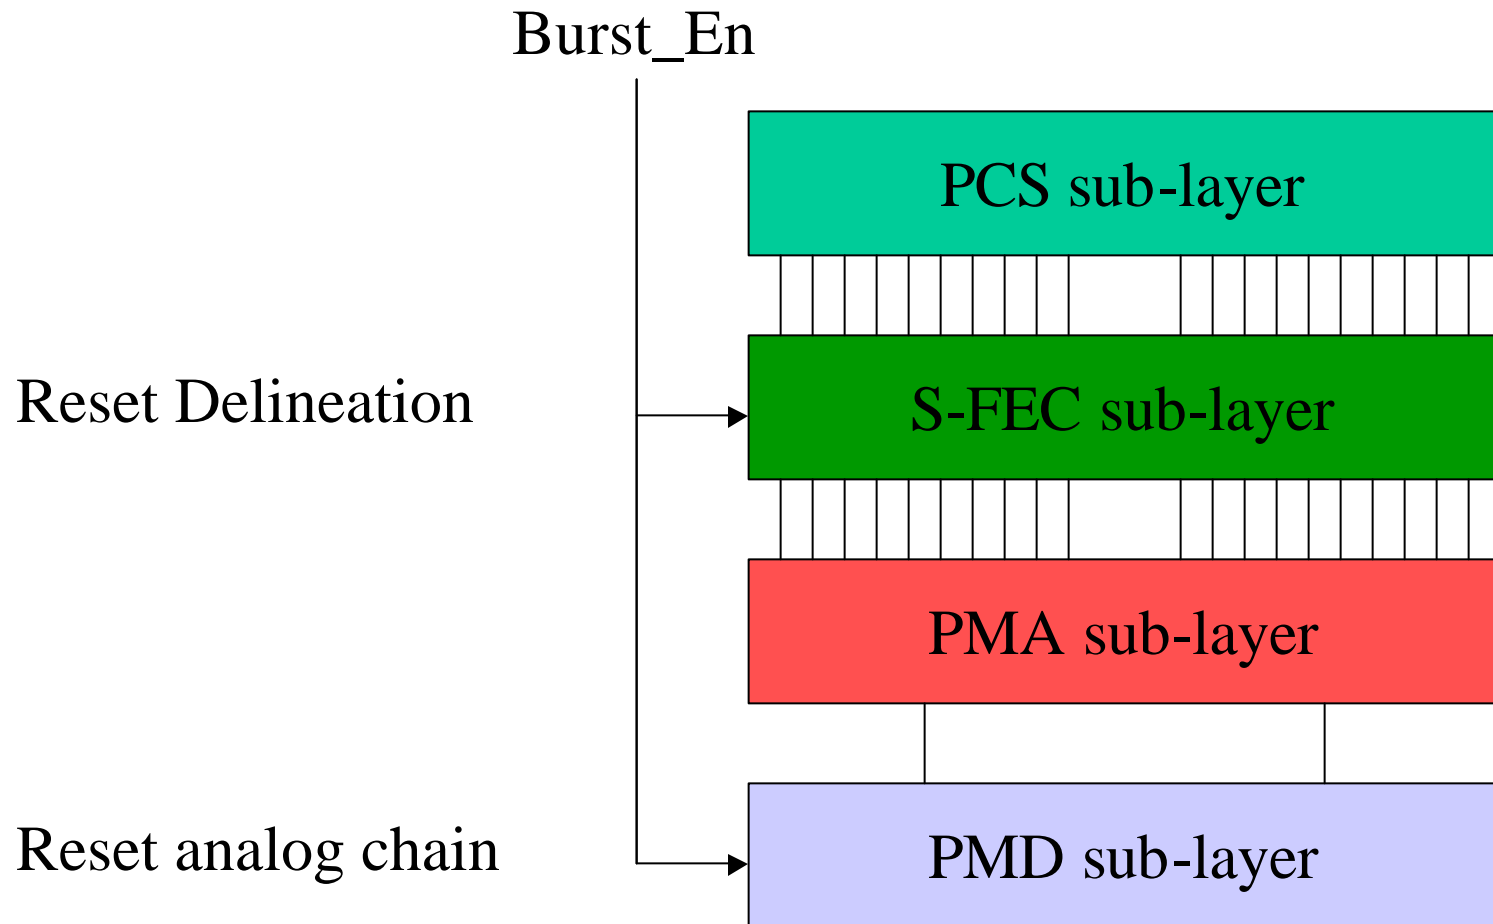 Burst_En
PCS sub-layer
Reset Delineation
S-FEC sub-layer
PMA sub-layer
Reset analog chain
PMD sub-layer